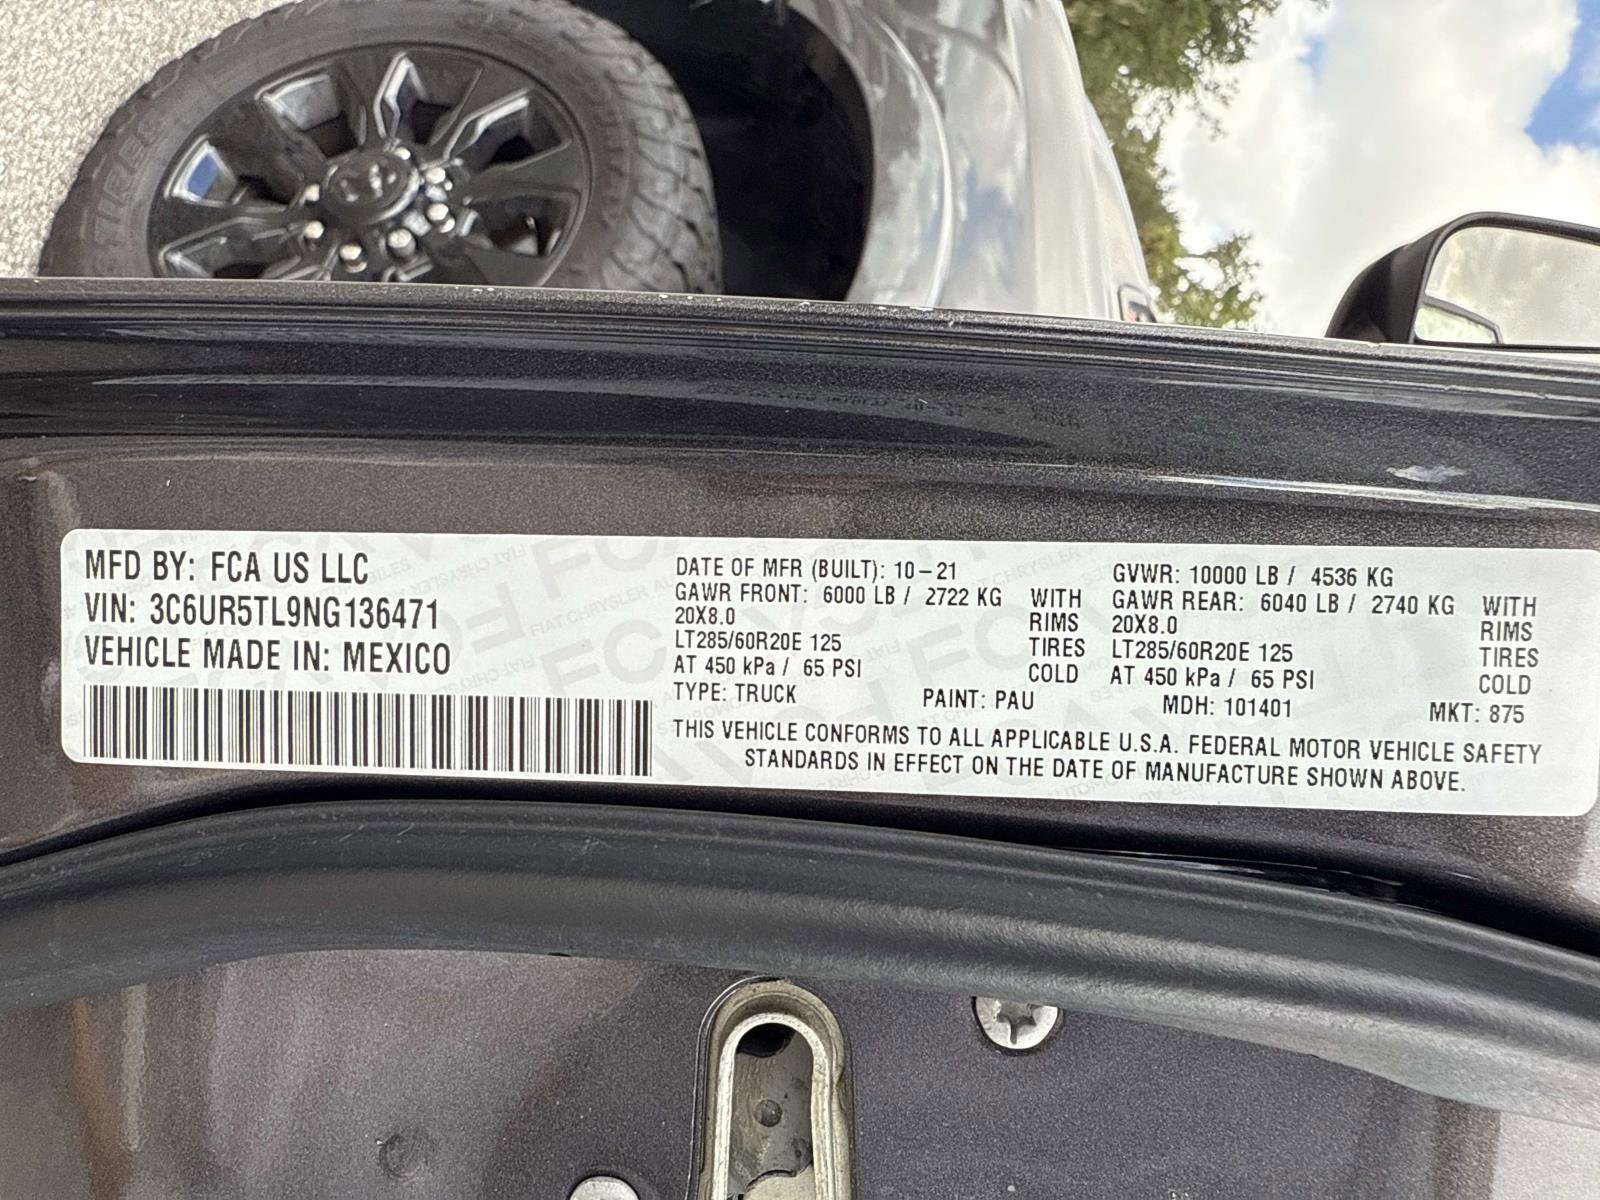 MFD BY: FCA US LLC
VIN: 3C6UR5TL9NG136471
VEHICLE MADE IN: MEXICO
DATE OF MFR (BUILT): 10-21
GAWR FRONT: 6000 LB / 2722 KG WITH
20X8.0 RIMS
LT285/60R20E 125 TIRES
AT 450 kPa / 65 PSI COLD
GVWR: 10000 LB / 4536 KG
GAWR REAR: 6040 LB / 2740 KG WITH
20X8.0 RIMS
LT285/60R20E 125 TIRES
AT 450 kPa / 65 PSI COLD
TYPE: TRUCK PAINT: PAU MDH: 101401 MKT: 875
THIS VEHICLE CONFORMS TO ALL APPLICABLE U.S.A. FEDERAL MOTOR VEHICLE SAFETY
STANDARDS IN EFFECT ON THE DATE OF MANUFACTURE SHOWN ABOVE.